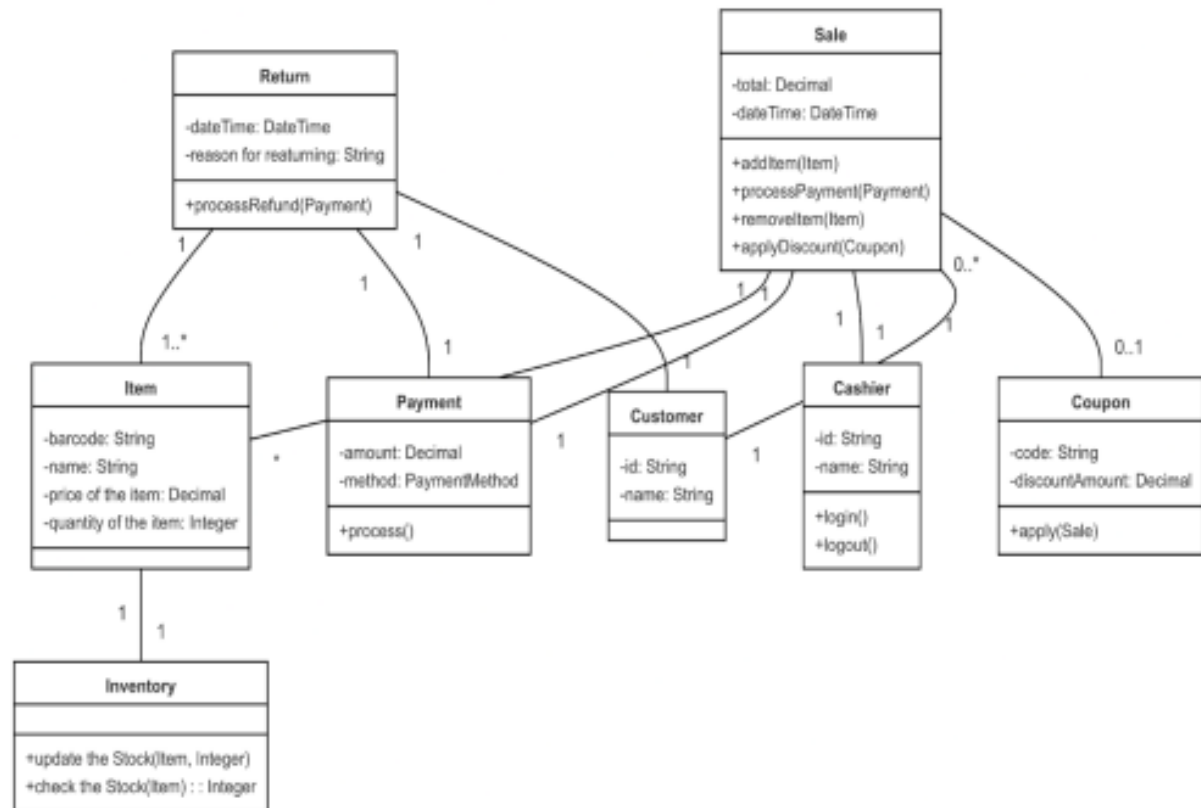 Sale
-total: Decimal
-dateTime: DateTime
+addItem(Item)
+processPayment(Payment)
+removeItem(Item)
+applyDiscount(Coupon)
Return
-dateTime: DateTime
-reason for reaturning: String
+processRefund(Payment)
1
1
1
1
1
0..*
1
1
1
1..*
1
1
0..1
Item
-barcode: String
-name: String
-price of the item: Decimal
-quantity of the item: Integer
*
Payment
-amount: Decimal
-method: PaymentMethod
+process()
1
Customer
-id: String
-name: String
1
Cashier
-id: String
-name: String
+login()
+logout()
Coupon
-code: String
-discountAmount: Decimal
+apply(Sale)
1
1
Inventory
+update the Stock(Item, Integer)
+check the Stock(Item) : : Integer